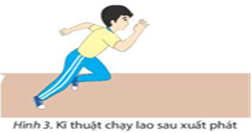 Hình 3. Kĩ thuật chạy lao sau xuất phát